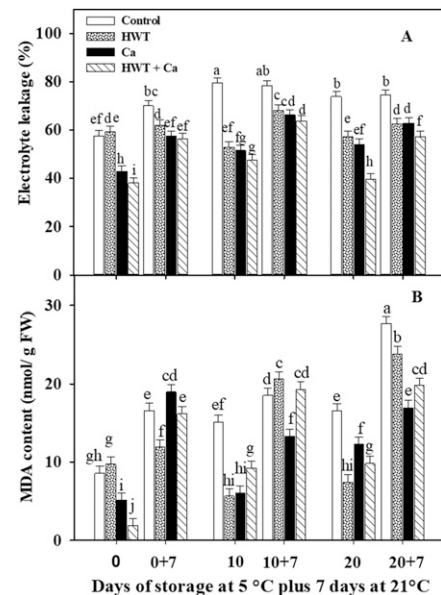 Control
HWT
Ca
HWT + Ca
A
Electrolyte leakage (%)
100
80
60
40
20
0
ef de h i
bc d ef ef
a ef fg g
ab c cd d
b e ef h
b d d f
B
MDA content (nmol/ g FW)
30
20
10
0
gh g i j
e f cd e
ef hi hi g
d c f cd
e hi f g
a b e cd
0 0+7 10 10+7 20 20+7
Days of storage at 5 °C plus 7 days at 21°C